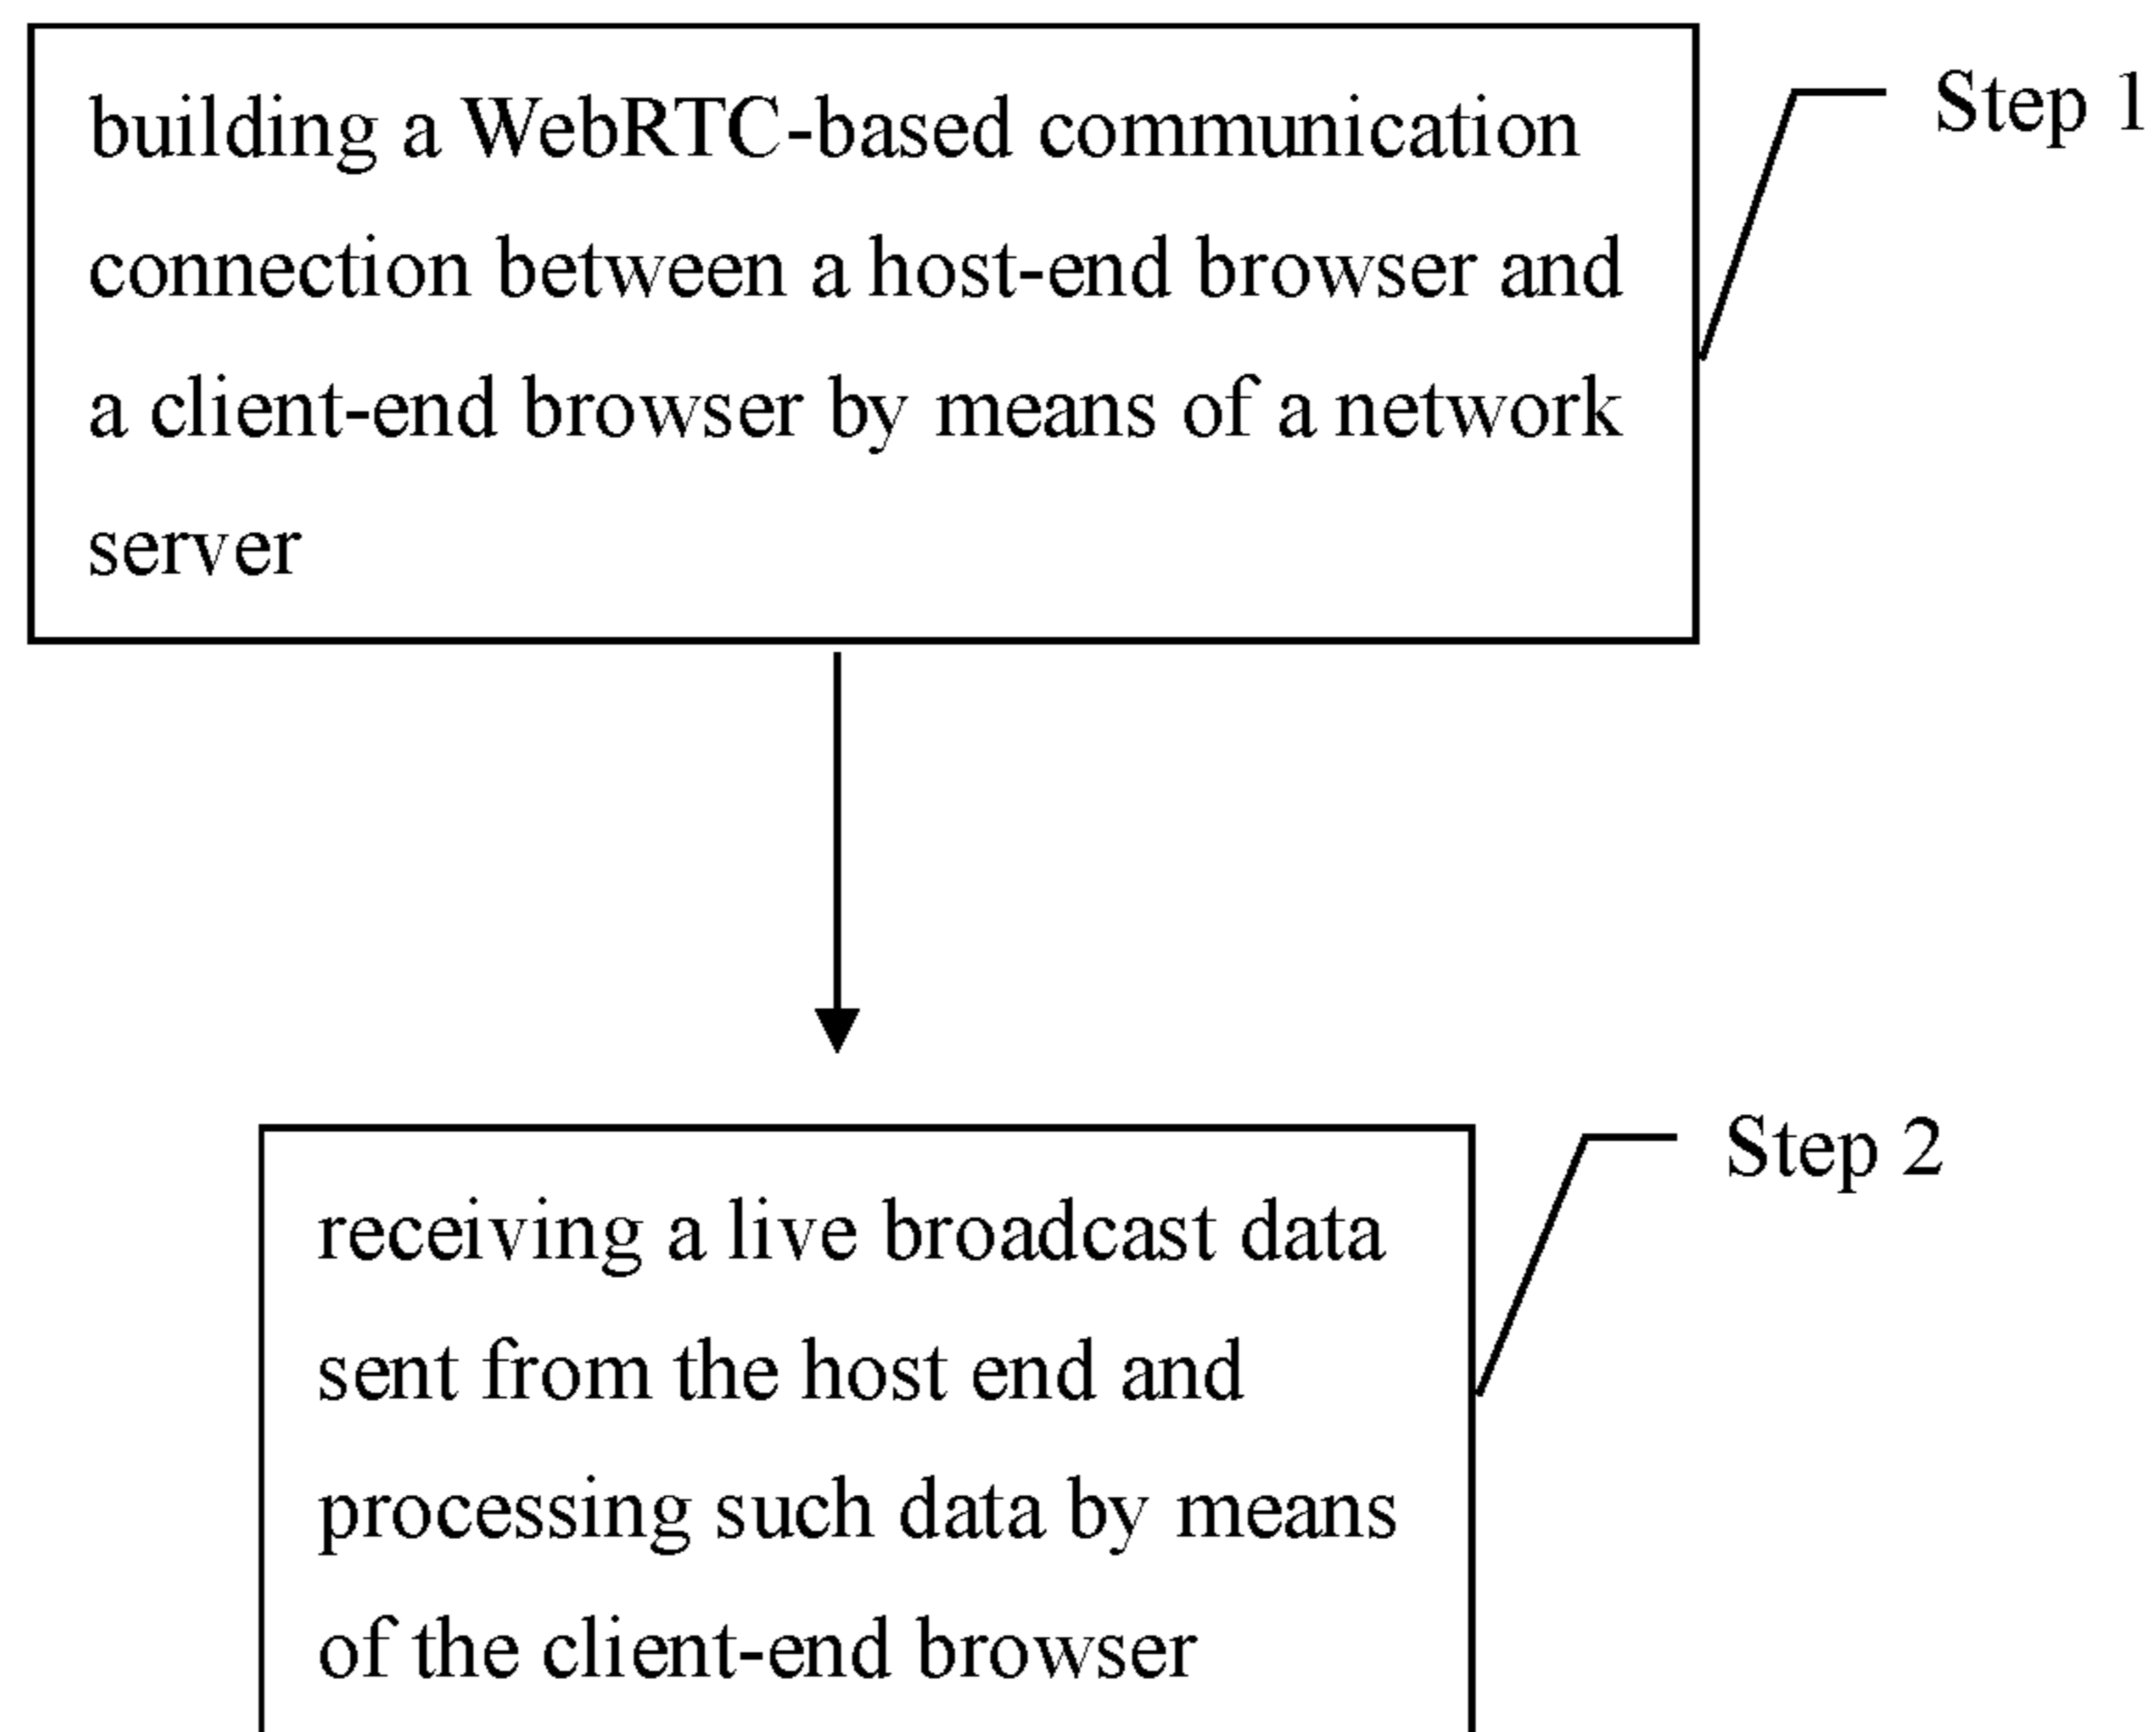 building a WebRTC-based communication
connection between a host-end browser and
a client-end browser by means of a network
server
Step 1
receiving a live broadcast data
sent from the host end and
processing such data by means
of the client-end browser
Step 2